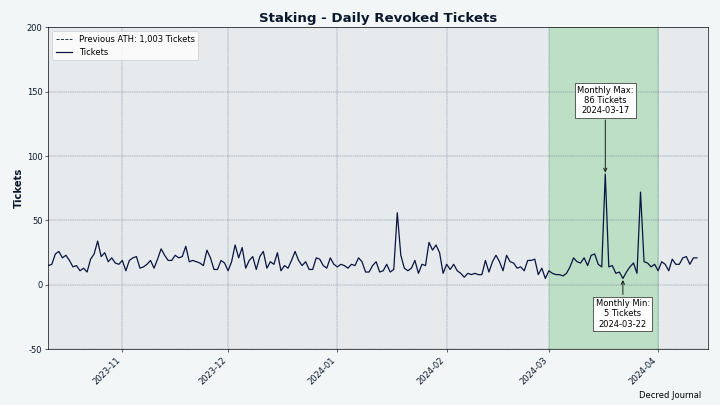 Staking - Daily Revoked Tickets
Previous ATH: 1,003 Tickets
Tickets
Tickets
200
150
100
50
0
-50
Monthly Max:
86 Tickets
2024-03-17
Monthly Min:
5 Tickets
2024-03-22
2023-11
2023-12
2024-01
2024-02
2024-03
2024-04
Decred Journal